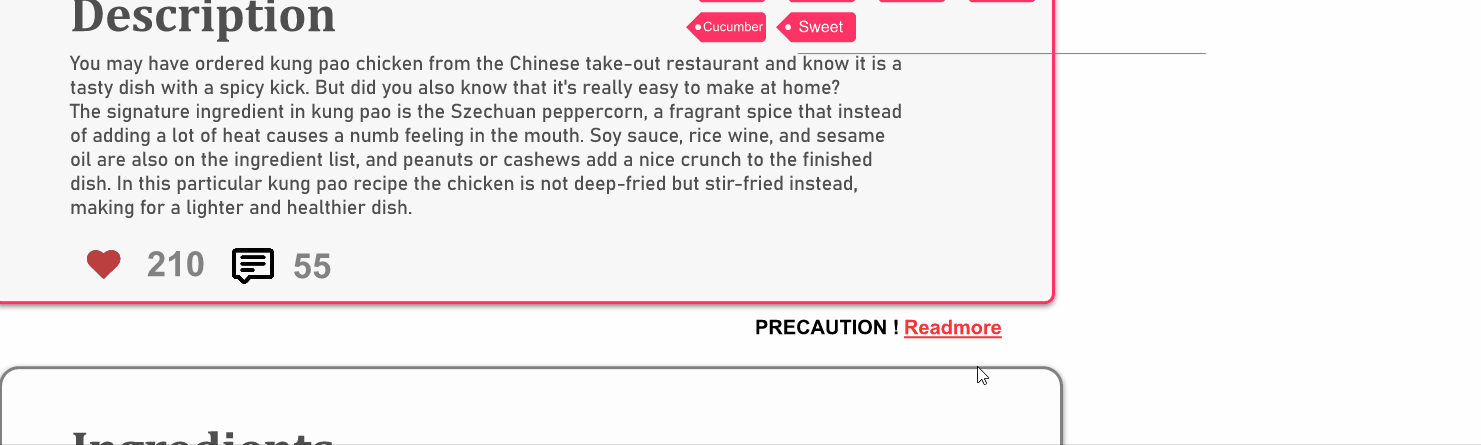 Description
Cucumber
Sweet
You may have ordered kung pao chicken from the Chinese take-out restaurant and know it is a
tasty dish with a spicy kick. But did you also know that it's really easy to make at home?
The signature ingredient in kung pao is the Szechuan peppercorn, a fragrant spice that instead
of adding a lot of heat causes a numb feeling in the mouth. Soy sauce, rice wine, and sesame
oil are also on the ingredient list, and peanuts or cashews add a nice crunch to the finished
dish. In this particular kung pao recipe the chicken is not deep-fried but stir-fried instead,
making for a lighter and healthier dish.
210
55
PRECAUTION ! Readmore
Ingredients